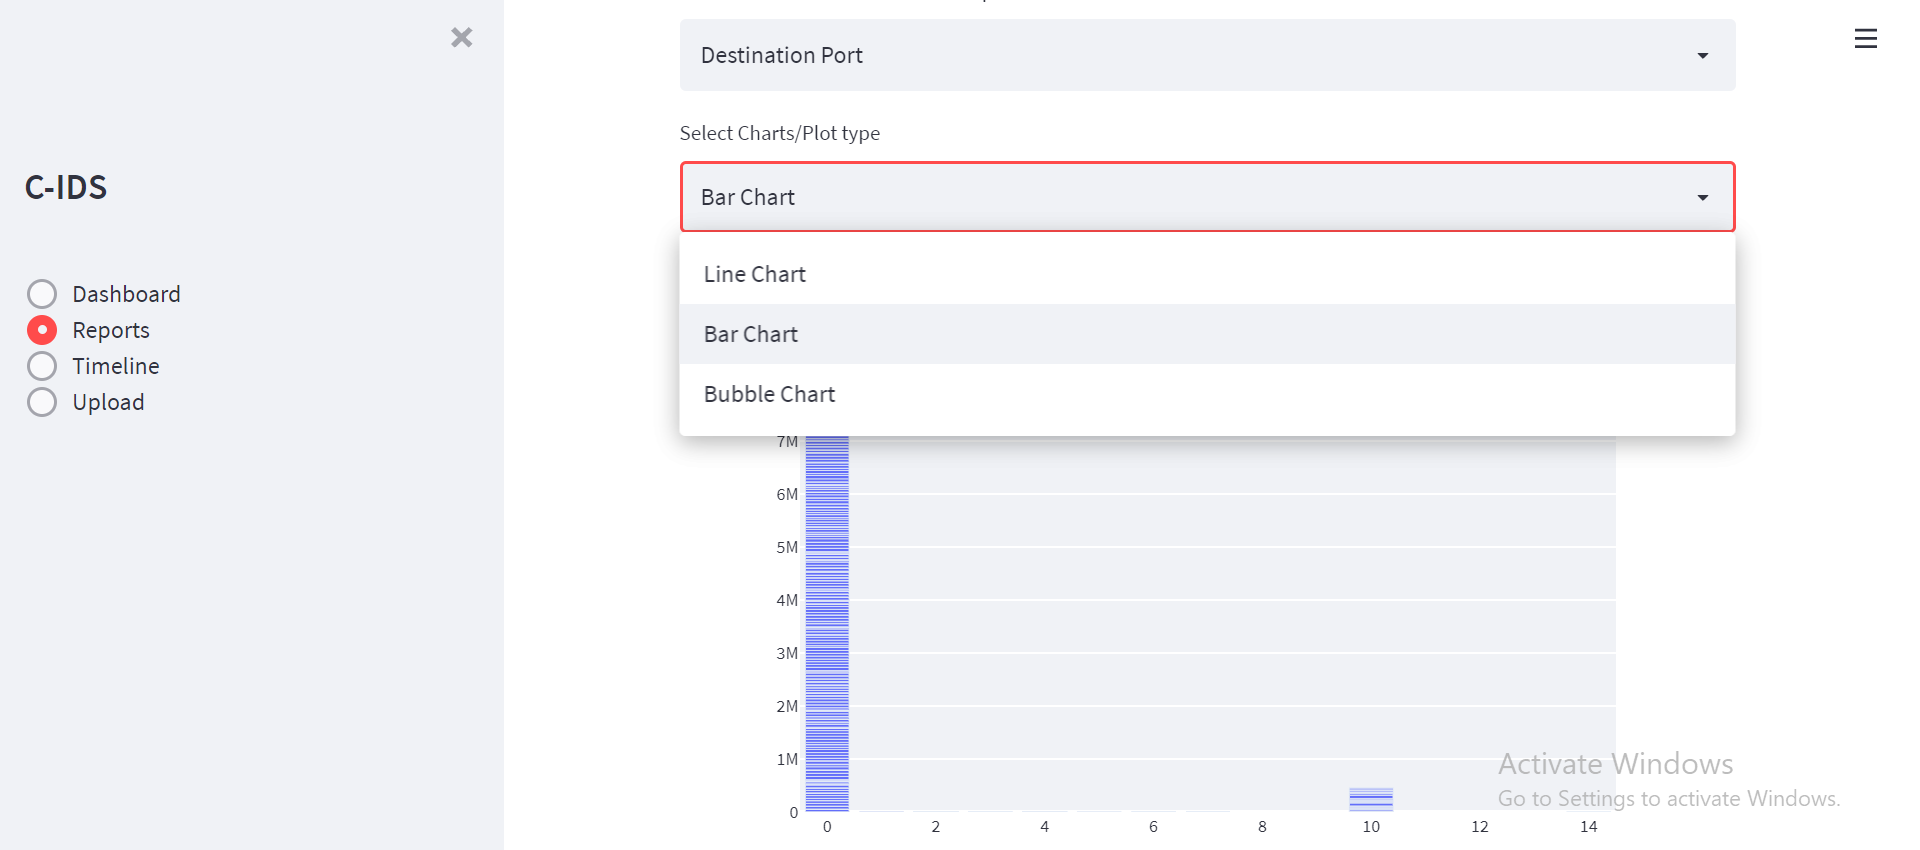 Destination Port
Select Charts/Plot type
Bar Chart
Line Chart
Bar Chart
Bubble Chart
C-IDS
Dashboard
Reports
Timeline
Upload
7M
6M
5M
4M
3M
2M
1M
0
0 2 4 6 8 10 12 14
Activate Windows
Go to Settings to activate Windows.